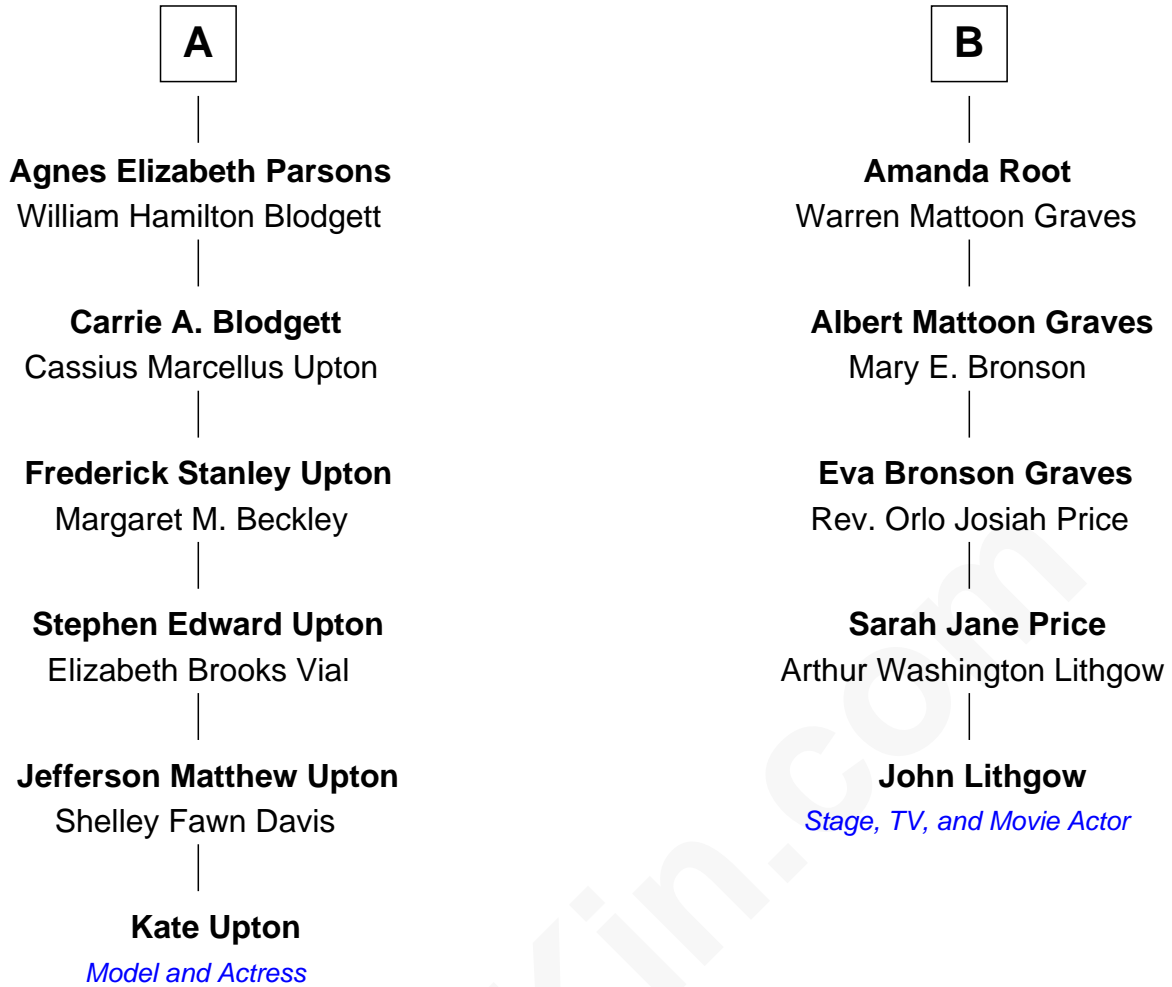 A
Agnes Elizabeth Parsons
William Hamilton Blodgett
Carrie A. Blodgett
Cassius Marcellus Upton
Frederick Stanley Upton
Margaret M. Beckley
Stephen Edward Upton
Elizabeth Brooks Vial
Jefferson Matthew Upton
Shelley Fawn Davis
Kate Upton
Model and Actress
B
Amanda Root
Warren Mattoon Graves
Albert Mattoon Graves
Mary E. Bronson
Eva Bronson Graves
Rev. Orlo Josiah Price
Sarah Jane Price
Arthur Washington Lithgow
John Lithgow
Stage, TV, and Movie Actor
Kin.com